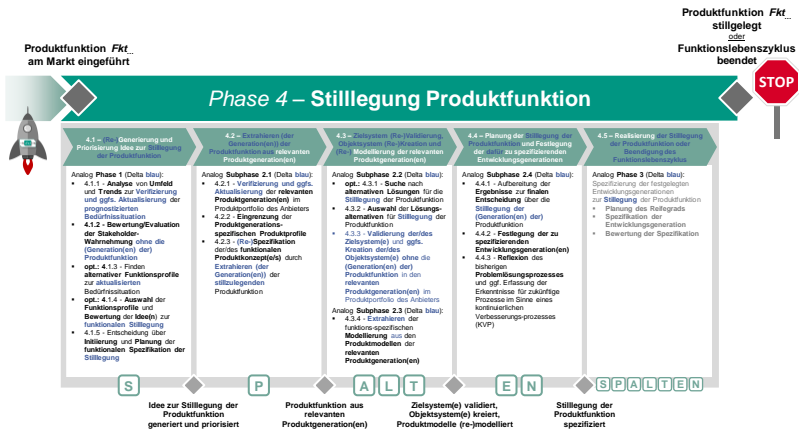 Produktfunktion Fkt_...
am Markt eingeführt
Produktfunktion Fkt_...
stillgelegt
oder
Funktionslebenszyklus
beendet
STOP
Phase 4 – Stilllegung Produktfunktion
4.1 – (Re-)Generierung und
Priorisierung Idee zur Stilllegung
der Produktfunktion
4.2 – Extrahieren (der
Generation(en)) der
Produktfunktion aus relevanten
Produktgeneration(en)
4.3 – Zielsystem (Re-)Validierung,
Objektsystem (Re-)Kreation und
(Re-)Modellierung der relevanten
Produktgeneration(en)
4.4 – Planung der Stilllegung der
Produktfunktion und Festlegung
der dafür zu spezifizierenden
Entwicklungsgenerationen
4.5 – Realisierung der Stilllegung
der Produktfunktion oder
Beendigung des
Funktionslebenszyklus
Analog Phase 1 (Delta blau):
▪ 4.1.1 - Analyse von Umfeld
und Trends zur Verifizierung
und ggfs. Aktualisierung der
prognostizierten
Bedürfnissituation
▪ 4.1.2 - Bewertung/Evaluation
der Stakeholder-
Wahrnehmung ohne die
(Generation(en) der)
Produktfunktion
▪ opt.: 4.1.3 - Finden
alternativer Funktionsprofile
zur aktualisierten
Bedürfnissituation
▪ opt.: 4.1.4 - Auswahl der
Funktionsprofile und
Bewertung der Idee(n) zur
funktionalen Stilllegung
▪ 4.1.5 - Entscheidung über
Initiierung und Planung der
funktionalen Spezifikation der
Stilllegung
Analog Subphase 2.1 (Delta blau):
▪ 4.2.1 - Verifizierung und ggfs.
Aktualisierung der relevanten
Produktgeneration(en) im
Produktportfolio des Anbieters
▪ 4.2.2 - Eingrenzung der
Produktgenerations-
spezifischen Produktprofile
▪ 4.2.3 - (Re-)Spezifikation
der/des funktionalen
Produktkonzept(e/s) durch
Extrahieren (der
Generation(en)) der
stillzulegenden
Produktfunktion
Analog Subphase 2.2 (Delta blau):
▪ opt.: 4.3.1 - Suche nach
alternativen Lösungen für die
Stilllegung der Produktfunktion
▪ 4.3.2 - Auswahl der Lösungs-
alternativen für Stilllegung der
Produktfunktion
▪ 4.3.3 - Validierung der/des
Zielsystem(e) und ggfs.
Kreation der/des
Objektsystem(e) ohne die
(Generation(en) der)
Produktfunktion in den
relevanten
Produktgeneration(en) im
Produktportfolio des Anbieters
Analog Subphase 2.3 (Delta blau):
▪ 4.3.4 - Extrahieren der
funktions-spezifischen
Modellierung aus den
Produktmodellen der
relevanten
Produktgeneration(en)
Analog Subphase 2.4 (Delta blau):
▪ 4.4.1 - Aufbereitung der
Ergebnisse zur finalen
Entscheidung über die
Stilllegung der
(Generation(en) der)
Produktfunktion
▪ 4.4.2 - Festlegung der zu
spezifizierenden
Entwicklungsgeneration(en)
▪ 4.4.3 - Reflexion des
bisherigen
Problemlösungsprozesses
und ggf. Erfassung der
Erkenntnisse für zukünftige
Prozesse im Sinne eines
kontinuierlichen
Verbesserungs-prozesses
(KVP)
Analog Phase 3 (Delta blau):
Spezifizierung der festgelegten
Entwicklungsgenerationen
zur Stilllegung der Produktfunktion
▪ Planung des Reifegrads
▪ Spezifikation der
Entwicklungsgeneration
▪ Bewertung der Spezifikation
S
P
A L T
E N
S P A L T E N
Idee zur Stilllegung der
Produktfunktion
generiert und priorisiert
Produktfunktion aus
relevanten
Produktgeneration(en)
Zielsystem(e) validiert,
Objektsystem(e) kreiert,
Produktmodelle (re-)modelliert
Stilllegung der
Produktfunktion
spezifiziert